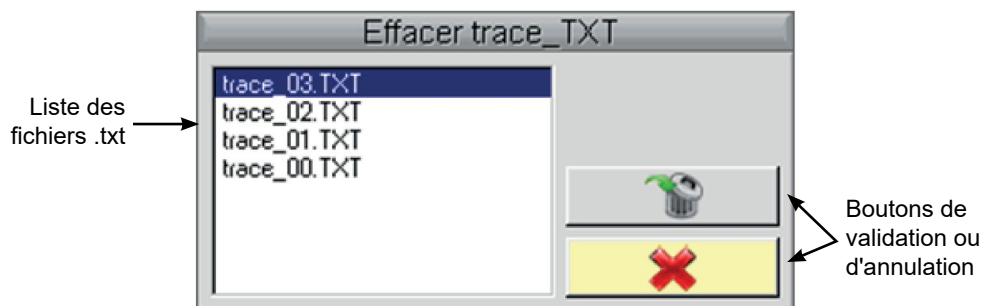 Effacer trace_TXT
trace_03.TXT
trace_02.TXT
trace_01.TXT
trace_00.TXT
Liste des
fichiers .txt
Boutons de
validation ou
d'annulation